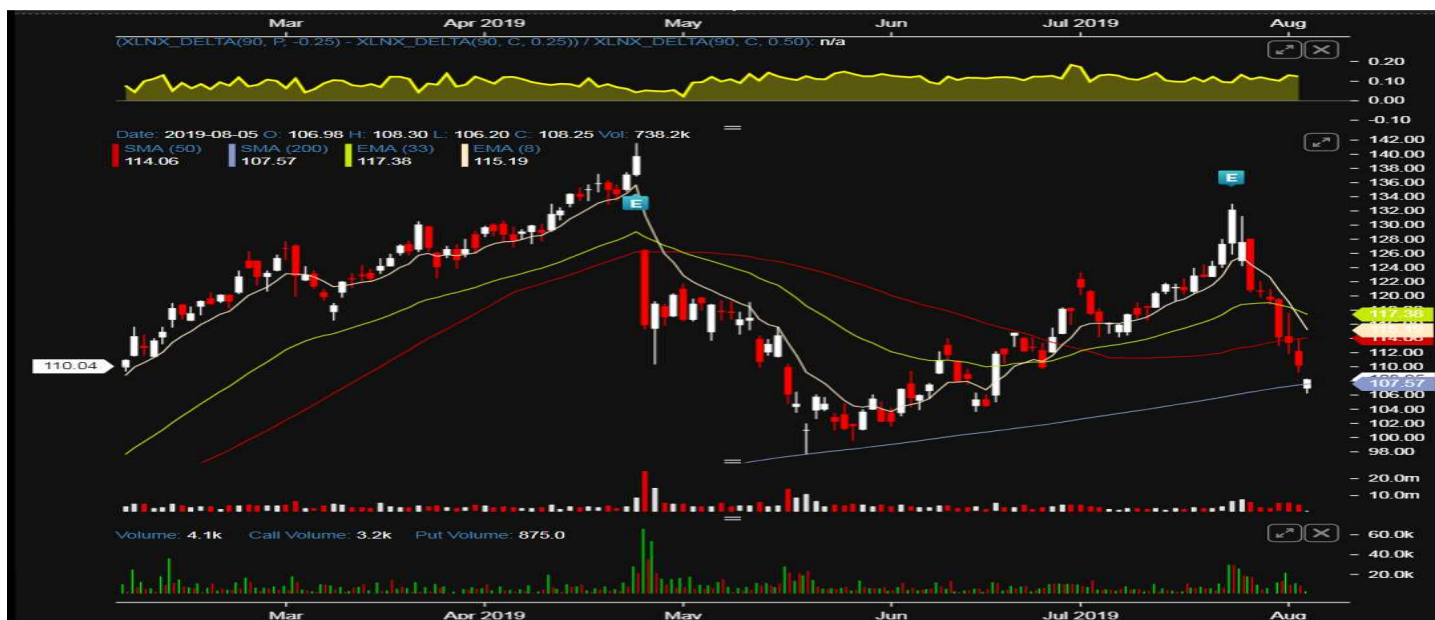 Mar Apr 2019 May Jun Jul 2019 Aug
(XLNX_DELTA(90, P, -0.25) - XLNX_DELTA(90, C, 0.25)) / XLNX_DELTA(90, C, 0.50): n/a
0.20
0.10
0.00
-0.10
Date: 2019-08-05 O: 106.98 H: 108.30 L: 106.20 C: 108.25 Vol: 738.2k
SMA (50) SMA (200) EMA (33) EMA (8)
114.06 107.57 117.38 115.19
142.00
140.00
138.00
136.00
134.00
132.00
130.00
128.00
126.00
124.00
122.00
120.00
117.38
114.06
112.00
110.00
107.57
106.00
104.00
102.00
100.00
98.00
E
E
110.04
20.0m
10.0m
Volume: 4.1k Call Volume: 3.2k Put Volume: 875.0
60.0k
40.0k
20.0k
Mar Apr 2019 May Jun Jul 2019 Aug